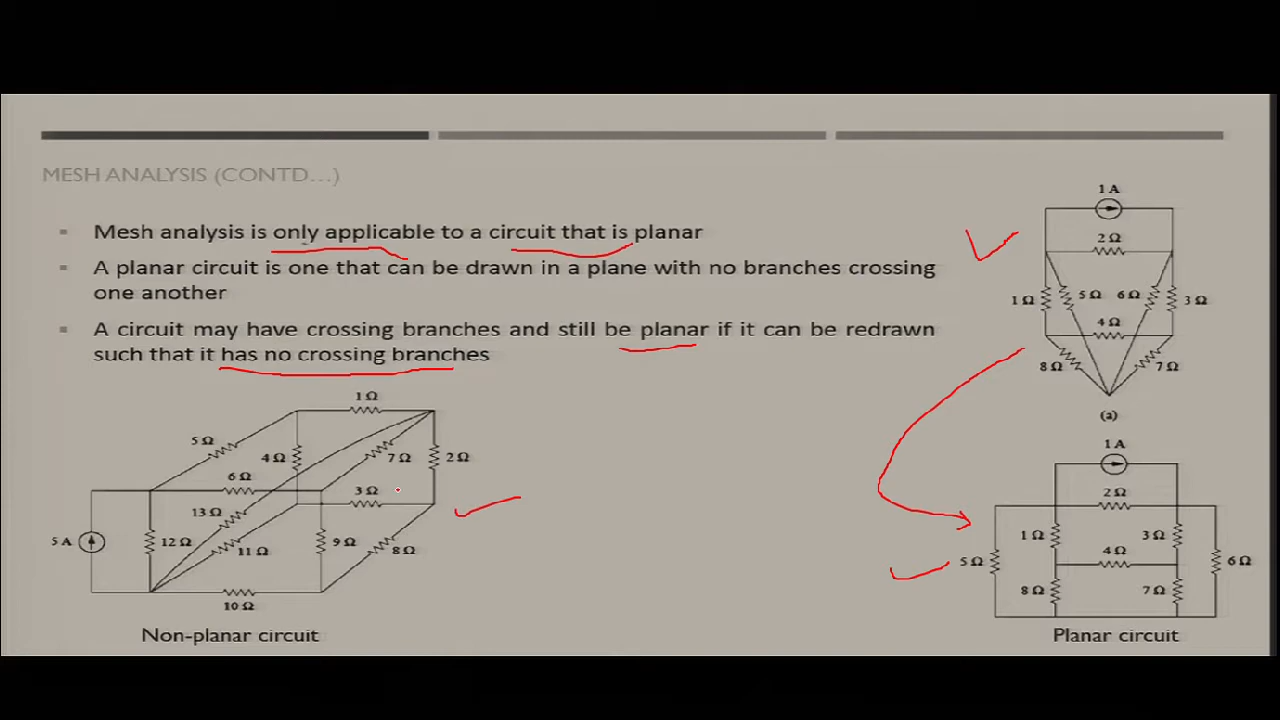 MESH ANALYSIS (CONTD...)
▪ Mesh analysis is only applicable to a circuit that is planar
▪ A planar circuit is one that can be drawn in a plane with no branches crossing
one another
▪ A circuit may have crossing branches and still be planar if it can be redrawn
such that it has no crossing branches
1 Ω
5 Ω
4 Ω
7 Ω
2 Ω
6 Ω
3 Ω
13 Ω
5 A
12 Ω
11 Ω
9 Ω
8 Ω
10 Ω
Non-planar circuit
1 A
2 Ω
1 Ω
5 Ω
6 Ω
3 Ω
4 Ω
8 Ω
7 Ω
(a)
1 A
2 Ω
1 Ω
3 Ω
4 Ω
5 Ω
6 Ω
8 Ω
7 Ω
Planar circuit